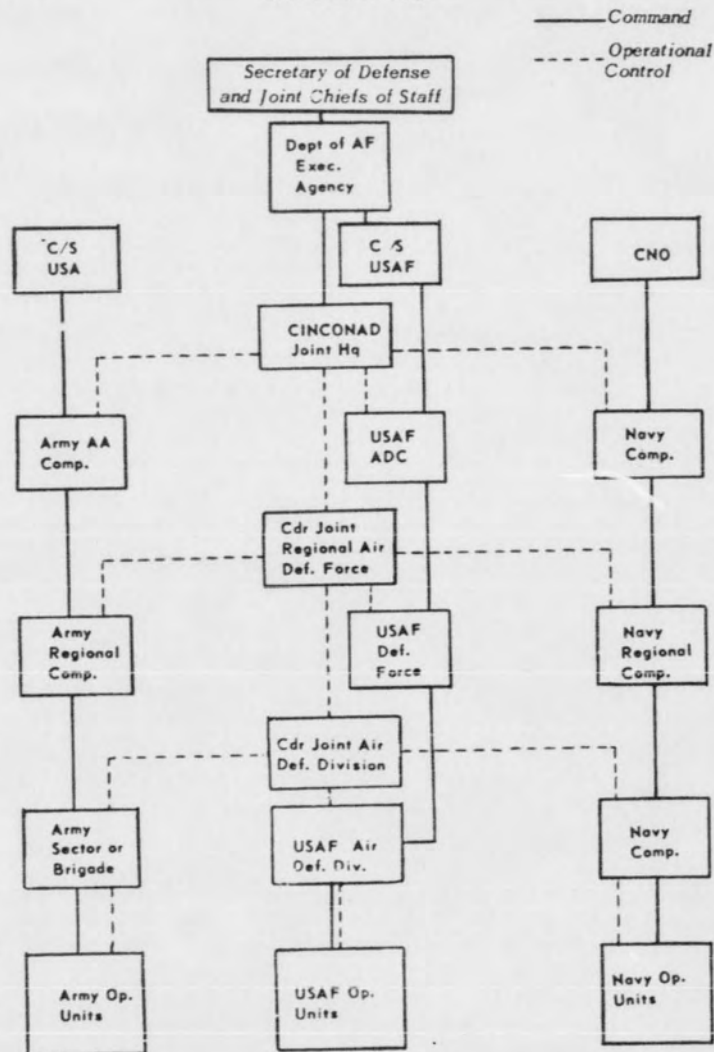 Command
Operational
Control
Secretary of Defense
and Joint Chiefs of Staff
Dept of AF
Exec.
Agency
C/S
USA
C/S
USAF
CNO
CINCONAD
Joint Hq
Army AA
Comp.
USAF
ADC
Navy
Comp.
Cdr Joint
Regional Air
Def. Force
Army
Regional
Comp.
USAF
Def.
Force
Navy
Regional
Comp.
Cdr Joint Air
Def. Division
Army
Sector or
Brigade
USAF Air
Def. Div.
Navy
Comp.
Army Op.
Units
USAF Op.
Units
Navy Op.
Units